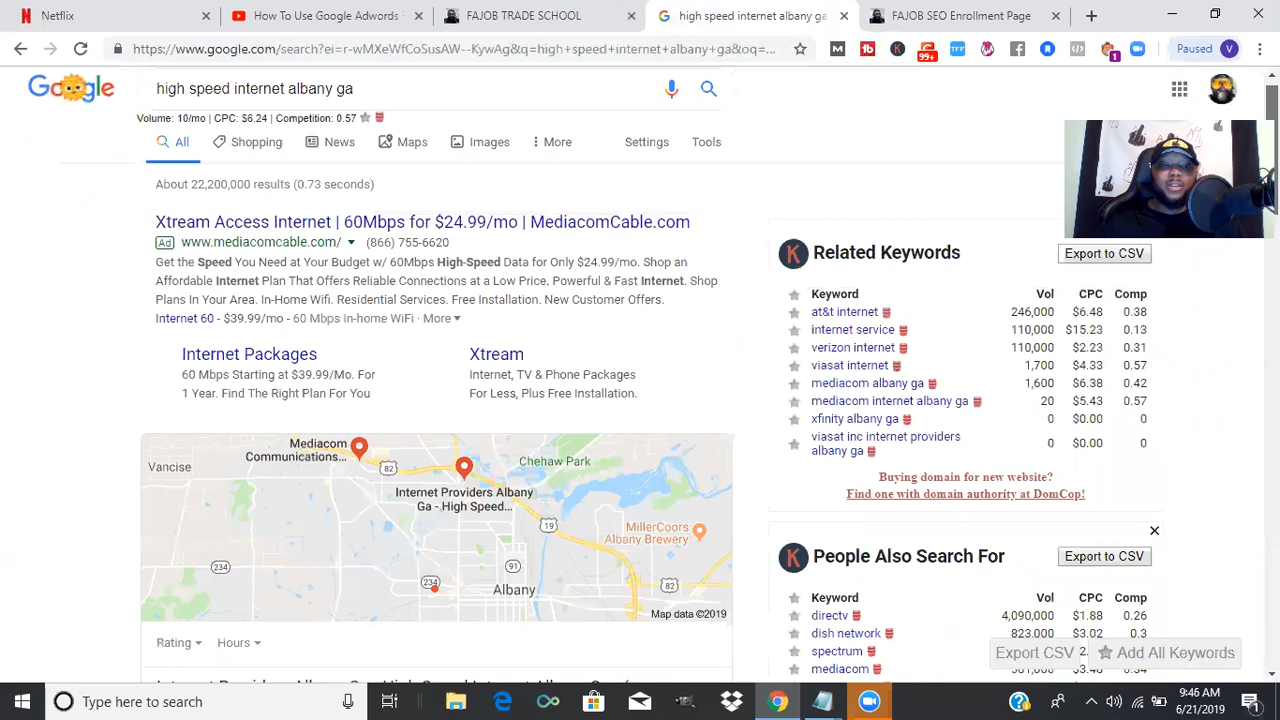 Netflix
How To Use Google Adwords
FAJOB TRADE SCHOOL
high speed internet albany ga
FAJOB SEO Enrollment Page
https://www.google.com/search?ei=r-wMXeWfCoSusAW--KywAg&q=high+speed+internet+albany+ga&oq=...
99+
TFF
1
Paused
V
Google
high speed internet albany ga
Volume: 10/mo | CPC: $6.24 | Competition: 0.57
All
Shopping
News
Maps
Images
More
Settings
Tools
About 22,200,000 results (0.73 seconds)
Xtream Access Internet | 60Mbps for $24.99/mo | MediacomCable.com
Ad www.mediacomcable.com/ (866) 755-6620
Get the Speed You Need at Your Budget w/ 60Mbps High-Speed Data for Only $24.99/mo. Shop an
Affordable Internet Plan That Offers Reliable Connections at a Low Price. Powerful & Fast Internet. Shop
Plans In Your Area. In-Home Wifi. Residential Services. Free Installation. New Customer Offers.
Internet 60 - $39.99/mo - 60 Mbps In-home WiFi · More
Internet Packages
60 Mbps Starting at $39.99/Mo. For
1 Year. Find The Right Plan For You
Xtream
Internet, TV & Phone Packages
For Less, Plus Free Installation.
Mediacom
Communications...
Vancise
82
Chehaw Park
Internet Providers Albany
Ga - High Speed...
19
MillerCoors
Albany Brewery
234
91
234
Albany
82
Map data ©2019
Rating
Hours
K Related Keywords
Export to CSV
Keyword Vol CPC Comp
at&t internet 246,000 $6.48 0.38
internet service 110,000 $15.23 0.13
verizon internet 110,000 $2.23 0.31
viasat internet 1,700 $4.33 0.57
mediacom albany ga 1,600 $6.38 0.42
mediacom internet albany ga 20 $5.43 0.57
xfinity albany ga 0 $0.00 0
viasat inc internet providers
albany ga 0 $0.00 0
Buying domain for new website?
Find one with domain authority at DomCop!
K People Also Search For
Export to CSV
Keyword Vol CPC Comp
directv 4,090,000 $1.88 0.26
dish network 823,000 $3.02 0.3
spectrum
mediacom
Export CSV
Add All Keywords
Type here to search
9:46 AM
6/21/2019
1